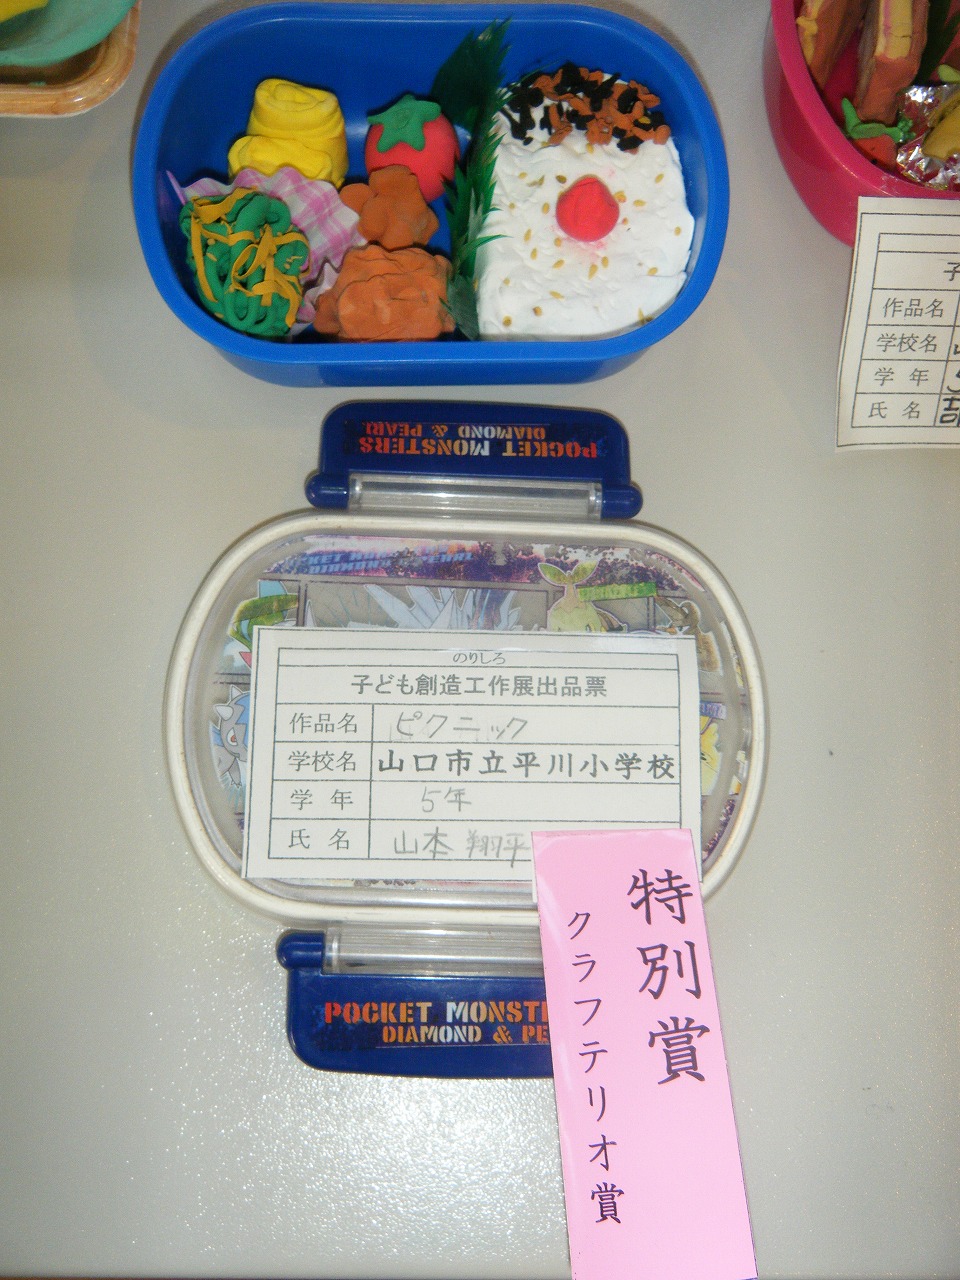 POCKET MONSTERS
DIAMOND & PEARL
のりしろ
子ども創造工作展出品票
作品名 ピクニック
学校名 山口市立平川小学校
学年 5年
氏名 山本 翔平
POCKET MONST
DIAMOND & PE
特別賞
クラフテリオ賞
子
作品名
学校名
学年
氏名